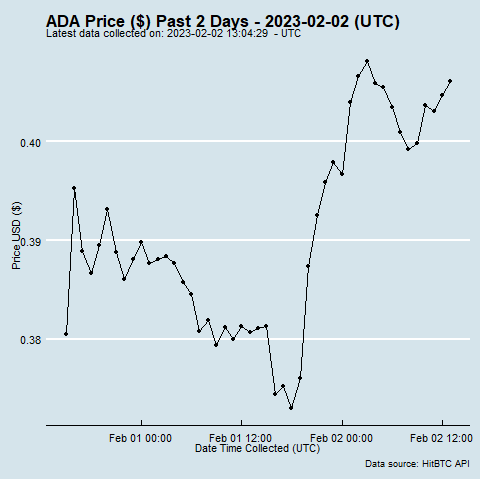 ADA Price ($) Past 2 Days - 2023-02-02 (UTC)
Latest data collected on: 2023-02-02 13:04:29 - UTC
0.40
0.39
0.38
Price USD ($)
Feb 01 00:00
Feb 01 12:00
Feb 02 00:00
Feb 02 12:00
Date Time Collected (UTC)
Data source: HitBTC API